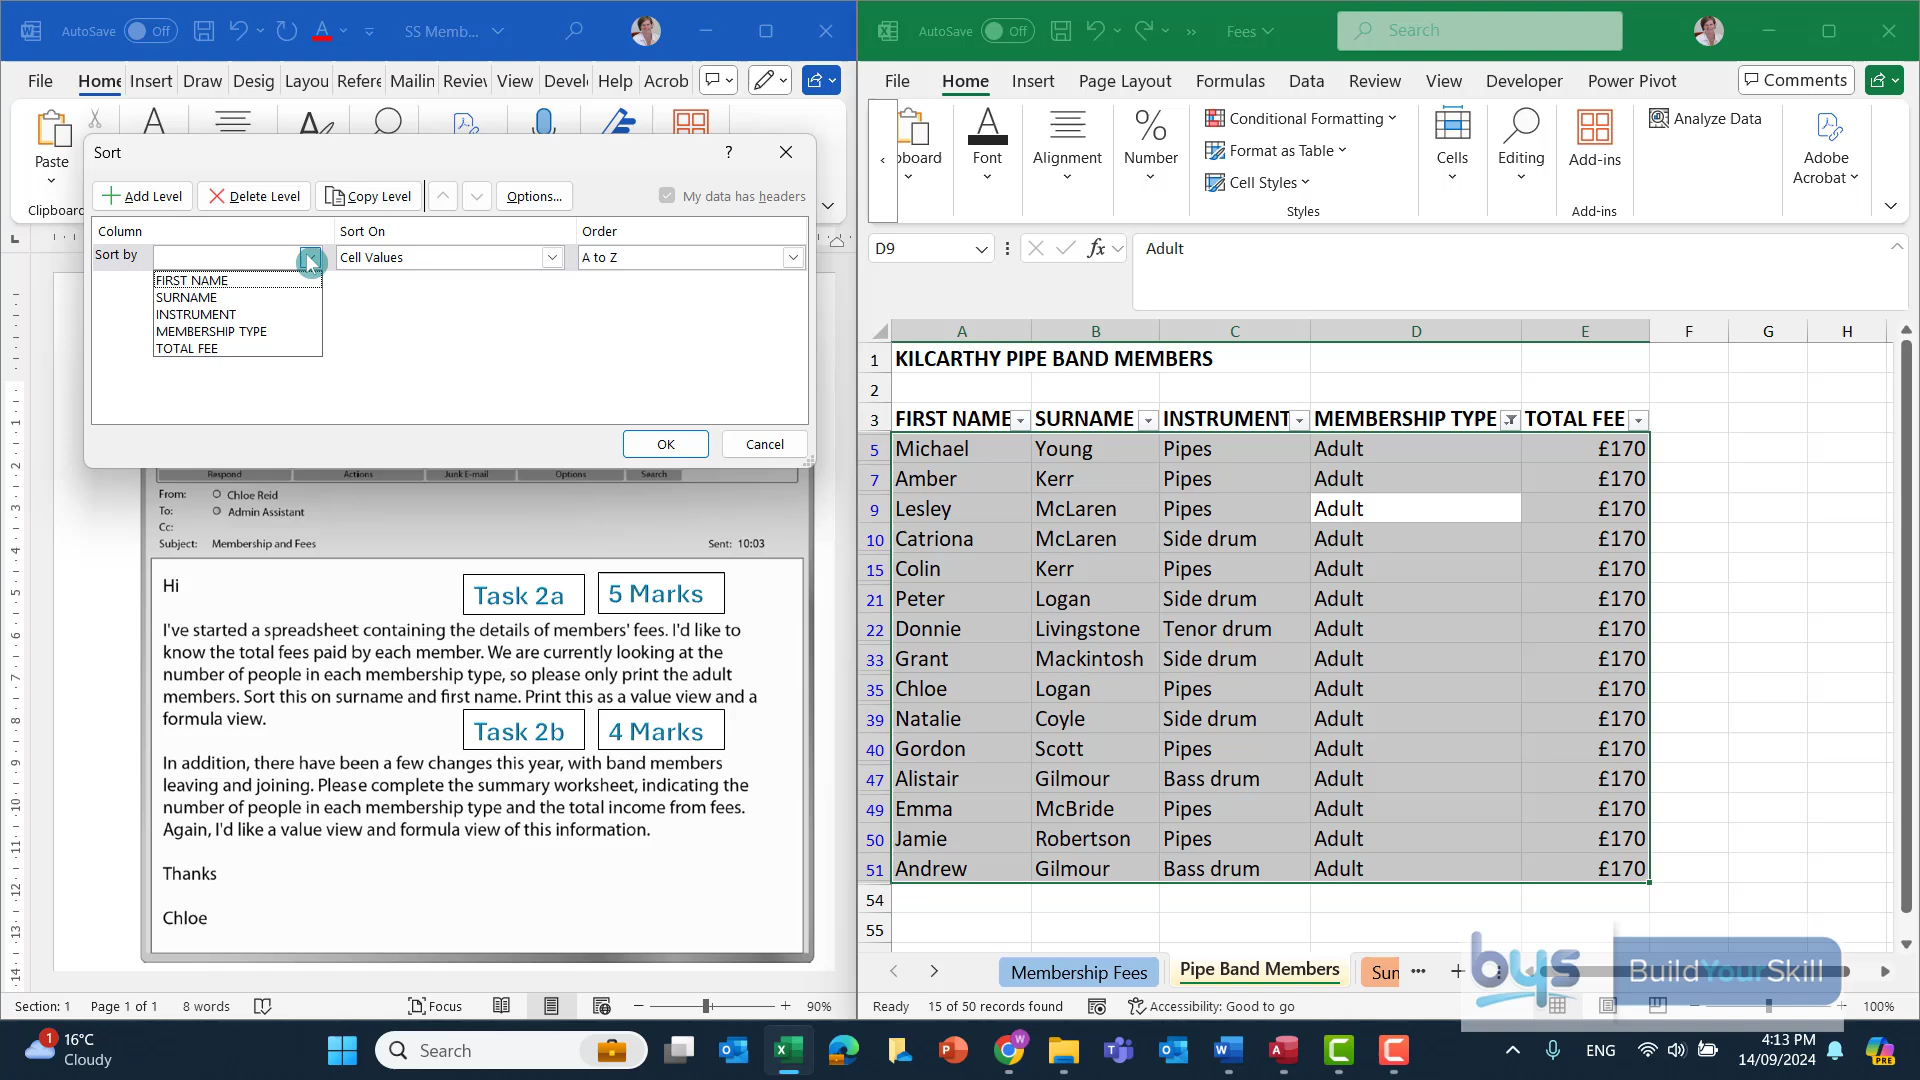 AutoSave Off SS Memb...
File Home Insert Draw Desig Layou Refere Mailin Reviev View Develo Help Acrob
Paste
Clipboard
Sort ?
Add Level Delete Level Copy Level Options... My data has headers
Column Sort On Order
Sort by Cell Values A to Z
FIRST NAME
SURNAME
INSTRUMENT
MEMBERSHIP TYPE
TOTAL FEE
OK Cancel
Respond Actions Junk E-mail Options Search
From: Chloe Reid
To: Admin Assistant
Cc:
Subject: Membership and Fees Sent: 10:03
Hi
Task 2a 5 Marks
I've started a spreadsheet containing the details of members' fees. I'd like to
know the total fees paid by each member. We are currently looking at the
number of people in each membership type, so please only print the adult
members. Sort this on surname and first name. Print this as a value view and a
formula view.
Task 2b 4 Marks
In addition, there have been a few changes this year, with band members
leaving and joining. Please complete the summary worksheet, indicating the
number of people in each membership type and the total income from fees.
Again, I'd like a value view and formula view of this information.
Thanks
Chloe
Section: 1 Page 1 of 1 8 words Focus 90%
AutoSave Off Fees Search
File Home Insert Page Layout Formulas Data Review View Developer Power Pivot Comments
board Font Alignment Number Conditional Formatting Cells Editing Add-ins Analyze Data Adobe
Format as Table Acrobat
Cell Styles
Styles Add-ins
D9 fx Adult
A B C D E F G H
1 KILCARTHY PIPE BAND MEMBERS
2
3 FIRST NAME SURNAME INSTRUMENT MEMBERSHIP TYPE TOTAL FEE
5 Michael Young Pipes Adult £170
7 Amber Kerr Pipes Adult £170
9 Lesley McLaren Pipes Adult £170
10 Catriona McLaren Side drum Adult £170
15 Colin Kerr Pipes Adult £170
21 Peter Logan Side drum Adult £170
22 Donnie Livingstone Tenor drum Adult £170
33 Grant Mackintosh Side drum Adult £170
35 Chloe Logan Pipes Adult £170
39 Natalie Coyle Side drum Adult £170
40 Gordon Scott Pipes Adult £170
47 Alistair Gilmour Bass drum Adult £170
49 Emma McBride Pipes Adult £170
50 Jamie Robertson Pipes Adult £170
51 Andrew Gilmour Bass drum Adult £170
54
55
Membership Fees Pipe Band Members Sun ...
bys BuildYourSkill
Ready 15 of 50 records found Accessibility: Good to go 100%
1 16°C
Cloudy
Search
ENG
4:13 PM
14/09/2024